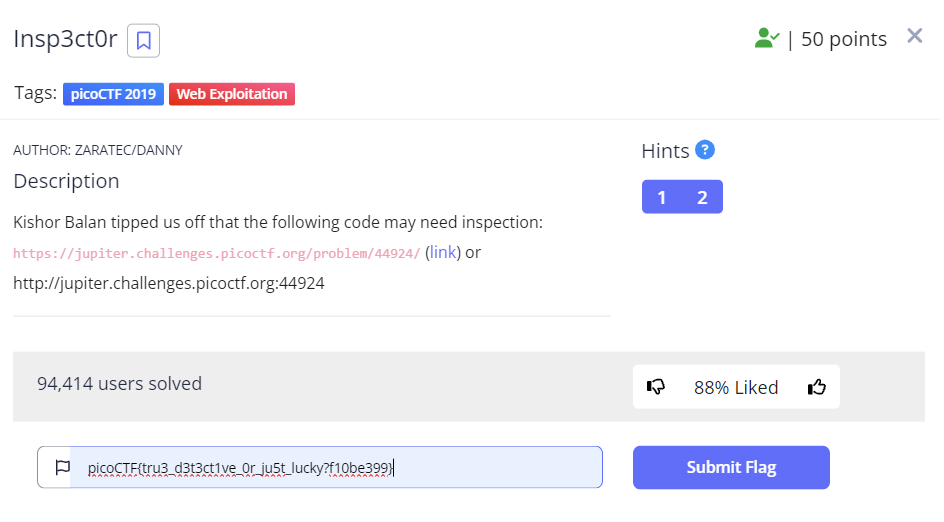 Insp3ct0r | 50 points
Tags: picoCTF 2019 Web Exploitation
AUTHOR: ZARATEC/DANNY
Hints ?
Description
1 2
Kishor Balan tipped us off that the following code may need inspection:
https://jupiter.challenges.picoctf.org/problem/44924/ (link) or
http://jupiter.challenges.picoctf.org:44924
94,414 users solved
88% Liked
picoCTF{tru3_d3t3ct1ve_0r_ju5t_lucky?f10be399}
Submit Flag